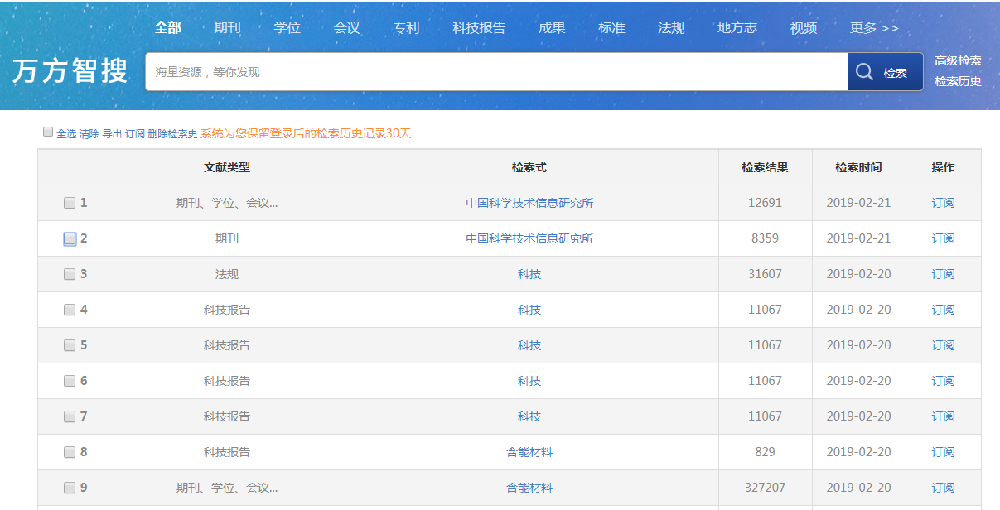 全部 期刊 学位 会议 专利 科技报告 成果 标准 法规 地方志 视频 更多 >>
万方智搜 海量资源，等你发现 检索 高级检索
检索历史
全选 清除 导出 订阅 删除检索史 系统为您保留登录后的检索历史记录30天
文献类型 检索式 检索结果 检索时间 操作
1 期刊、学位、会议... 中国科学技术信息研究所 12691 2019-02-21 订阅
2 期刊 中国科学技术信息研究所 8359 2019-02-21 订阅
3 法规 科技 31607 2019-02-20 订阅
4 科技报告 科技 11067 2019-02-20 订阅
5 科技报告 科技 11067 2019-02-20 订阅
6 科技报告 科技 11067 2019-02-20 订阅
7 科技报告 科技 11067 2019-02-20 订阅
8 科技报告 含能材料 829 2019-02-20 订阅
9 期刊、学位、会议... 含能材料 327207 2019-02-20 订阅